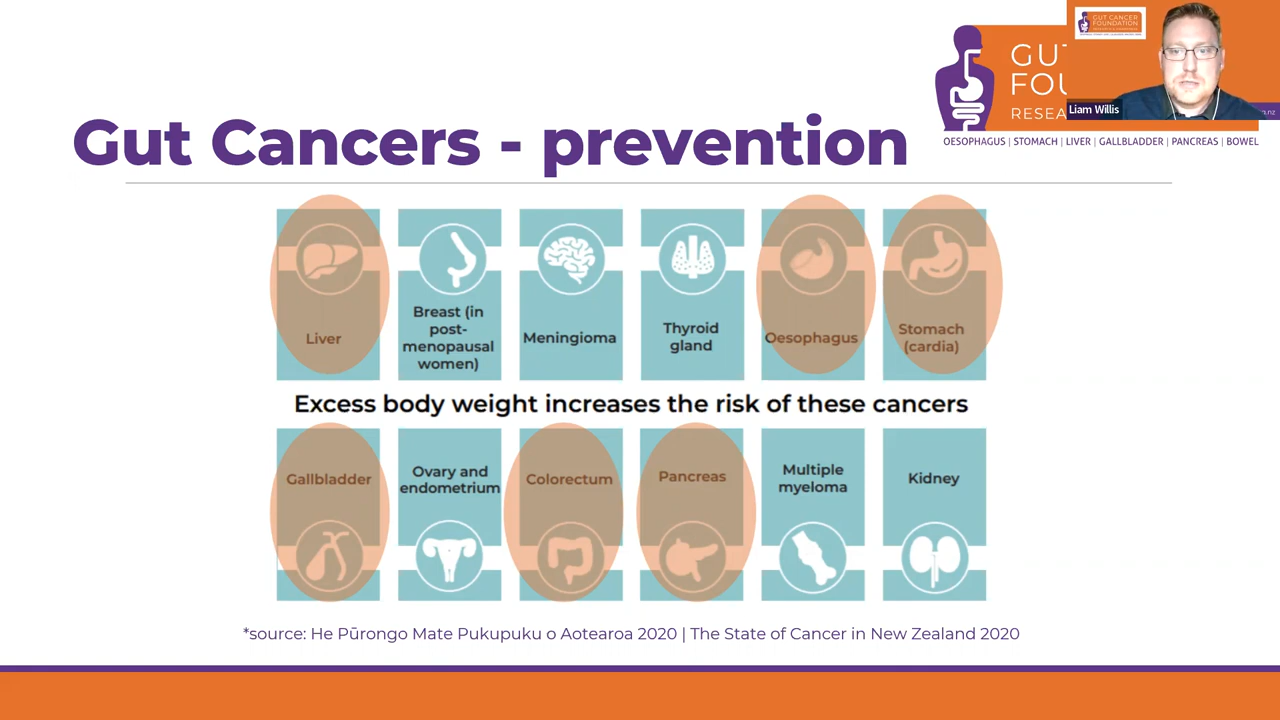 GUT CANCER
FOUNDATION
Liam Willis
OESOPHAGUS | STOMACH | LIVER | GALLBLADDER | PANCREAS | BOWEL
Gut Cancers - prevention
Liver
Breast (in
post-
menopausal
women)
Meningioma
Thyroid
gland
Oesophagus
Stomach
(cardia)
Excess body weight increases the risk of these cancers
Gallbladder
Ovary and
endometrium
Colorectum
Pancreas
Multiple
myeloma
Kidney
*source: He Pūrongo Mate Pukupuku o Aotearoa 2020 | The State of Cancer in New Zealand 2020